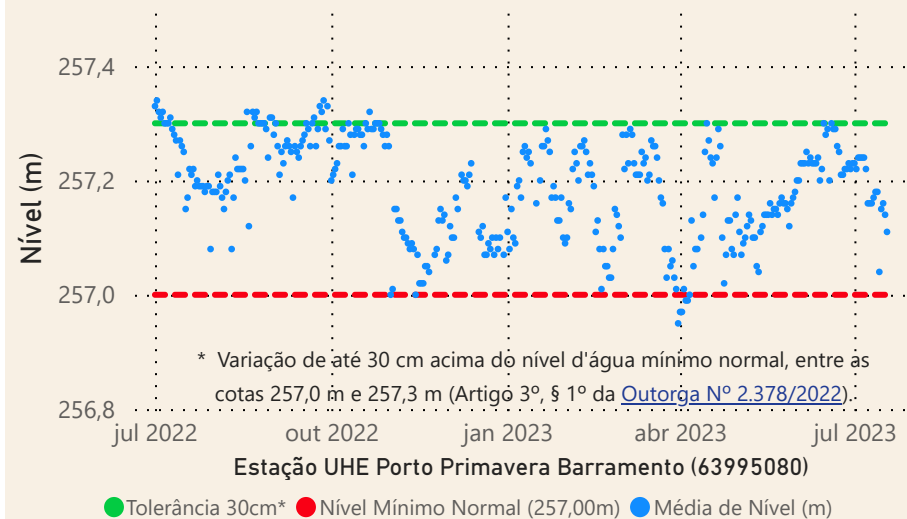 257,4
257,2
257,0
256,8
Nível (m)
* Variação de até 30 cm acima do nível d'água mínimo normal, entre as
cotas 257,0 m e 257,3 m (Artigo 3º, § 1º da Outorga Nº 2.378/2022).
jul 2022 out 2022 jan 2023 abr 2023 jul 2023
Estação UHE Porto Primavera Barramento (63995080)
Tolerância 30cm* Nível Mínimo Normal (257,00m) Média de Nível (m)